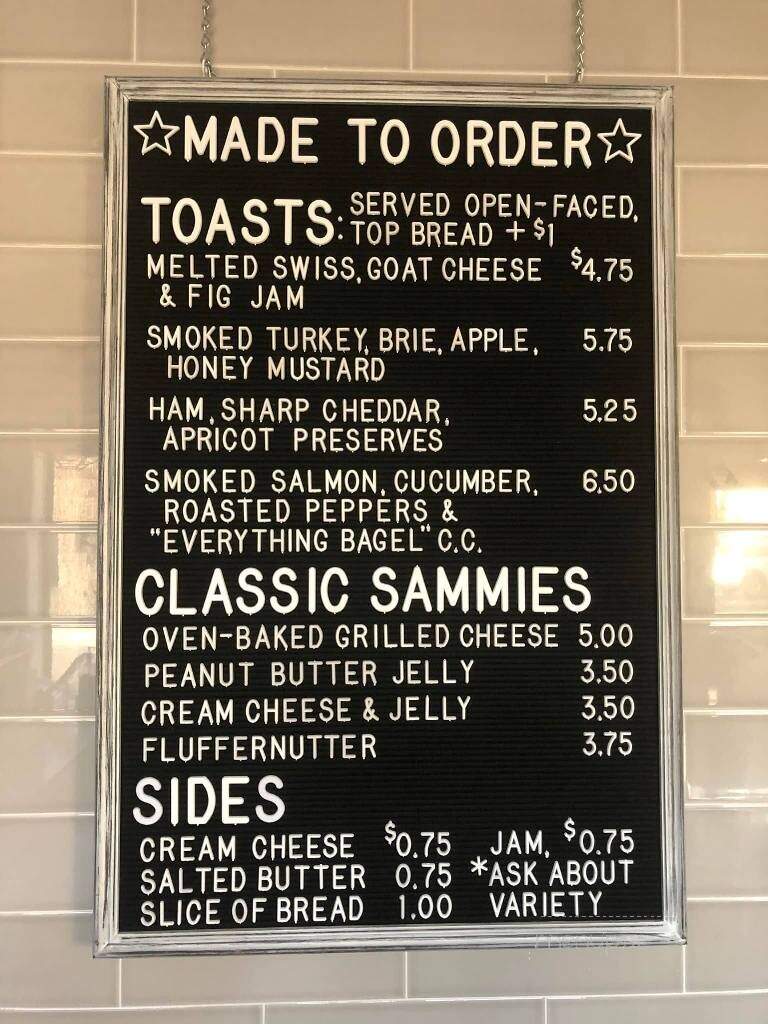 ☆MADE TO ORDER☆
TOASTS: SERVED OPEN-FACED,
TOP BREAD + $1
MELTED SWISS, GOAT CHEESE $4.75
& FIG JAM
SMOKED TURKEY, BRIE, APPLE, 5.75
HONEY MUSTARD
HAM, SHARP CHEDDAR, 5.25
APRICOT PRESERVES
SMOKED SALMON, CUCUMBER, 6.50
ROASTED PEPPERS &
"EVERYTHING BAGEL" C.C.
CLASSIC SAMMIES
OVEN-BAKED GRILLED CHEESE 5.00
PEANUT BUTTER JELLY 3.50
CREAM CHEESE & JELLY 3.50
FLUFFERNUTTER 3.75
SIDES
CREAM CHEESE $0.75 JAM, $0.75
SALTED BUTTER 0.75 *ASK ABOUT
SLICE OF BREAD 1.00 VARIETY